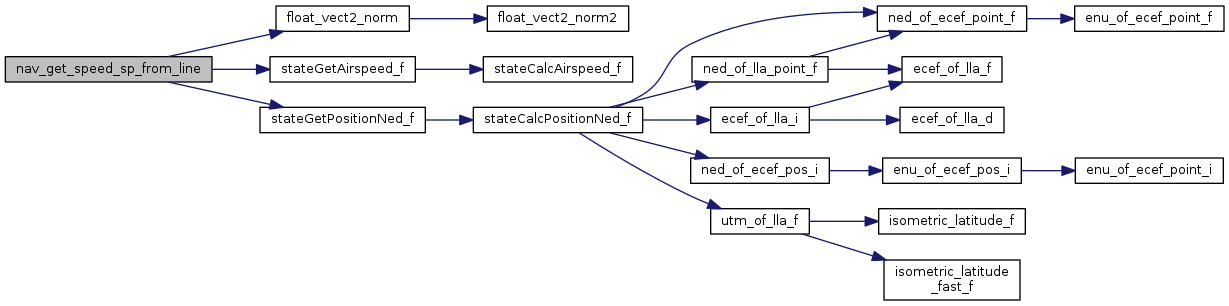 nav_get_speed_sp_from_line
float_vect2_norm
float_vect2_norm2
stateGetAirspeed_f
stateCalcAirspeed_f
stateGetPositionNed_f
stateCalcPositionNed_f
ned_of_ecef_point_f
enu_of_ecef_point_f
ned_of_lla_point_f
ecef_of_lla_f
ecef_of_lla_i
ecef_of_lla_d
ned_of_ecef_pos_i
enu_of_ecef_pos_i
enu_of_ecef_point_i
utm_of_lla_f
isometric_latitude_f
isometric_latitude
_fast_f